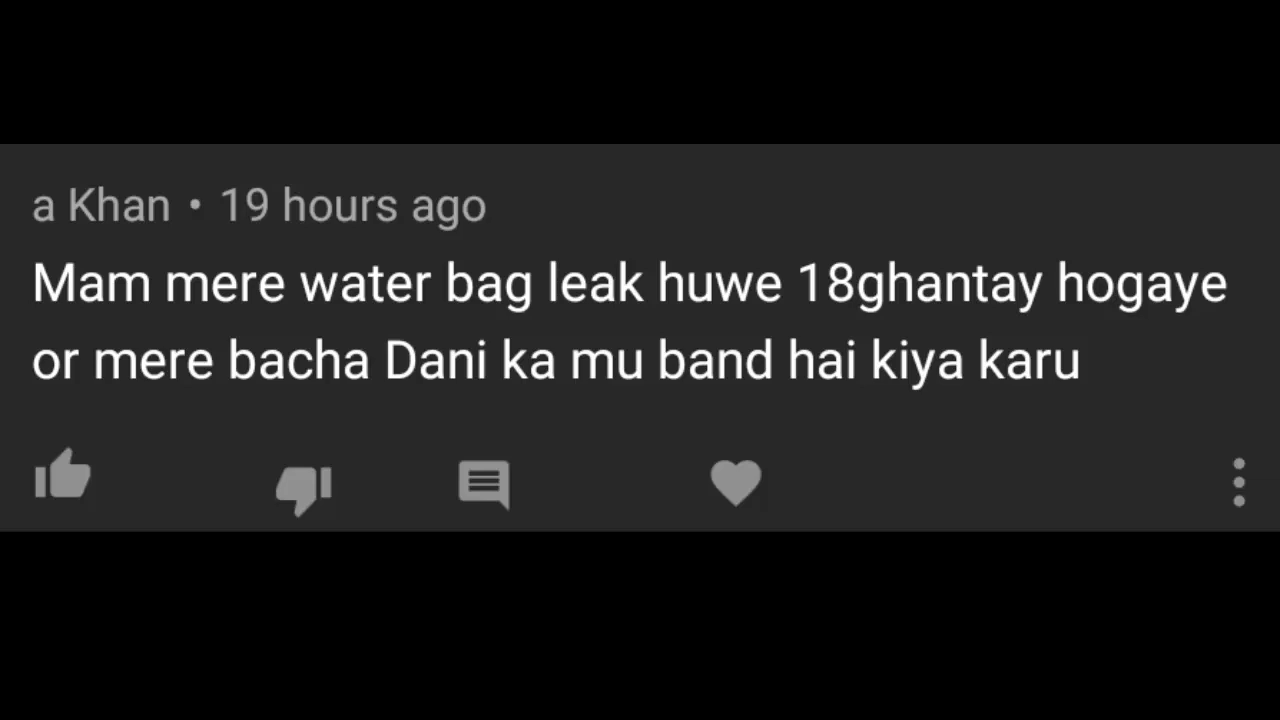 a Khan • 19 hours ago
Mam mere water bag leak huwe 18ghantay hogaye
or mere bacha Dani ka mu band hai kiya karu